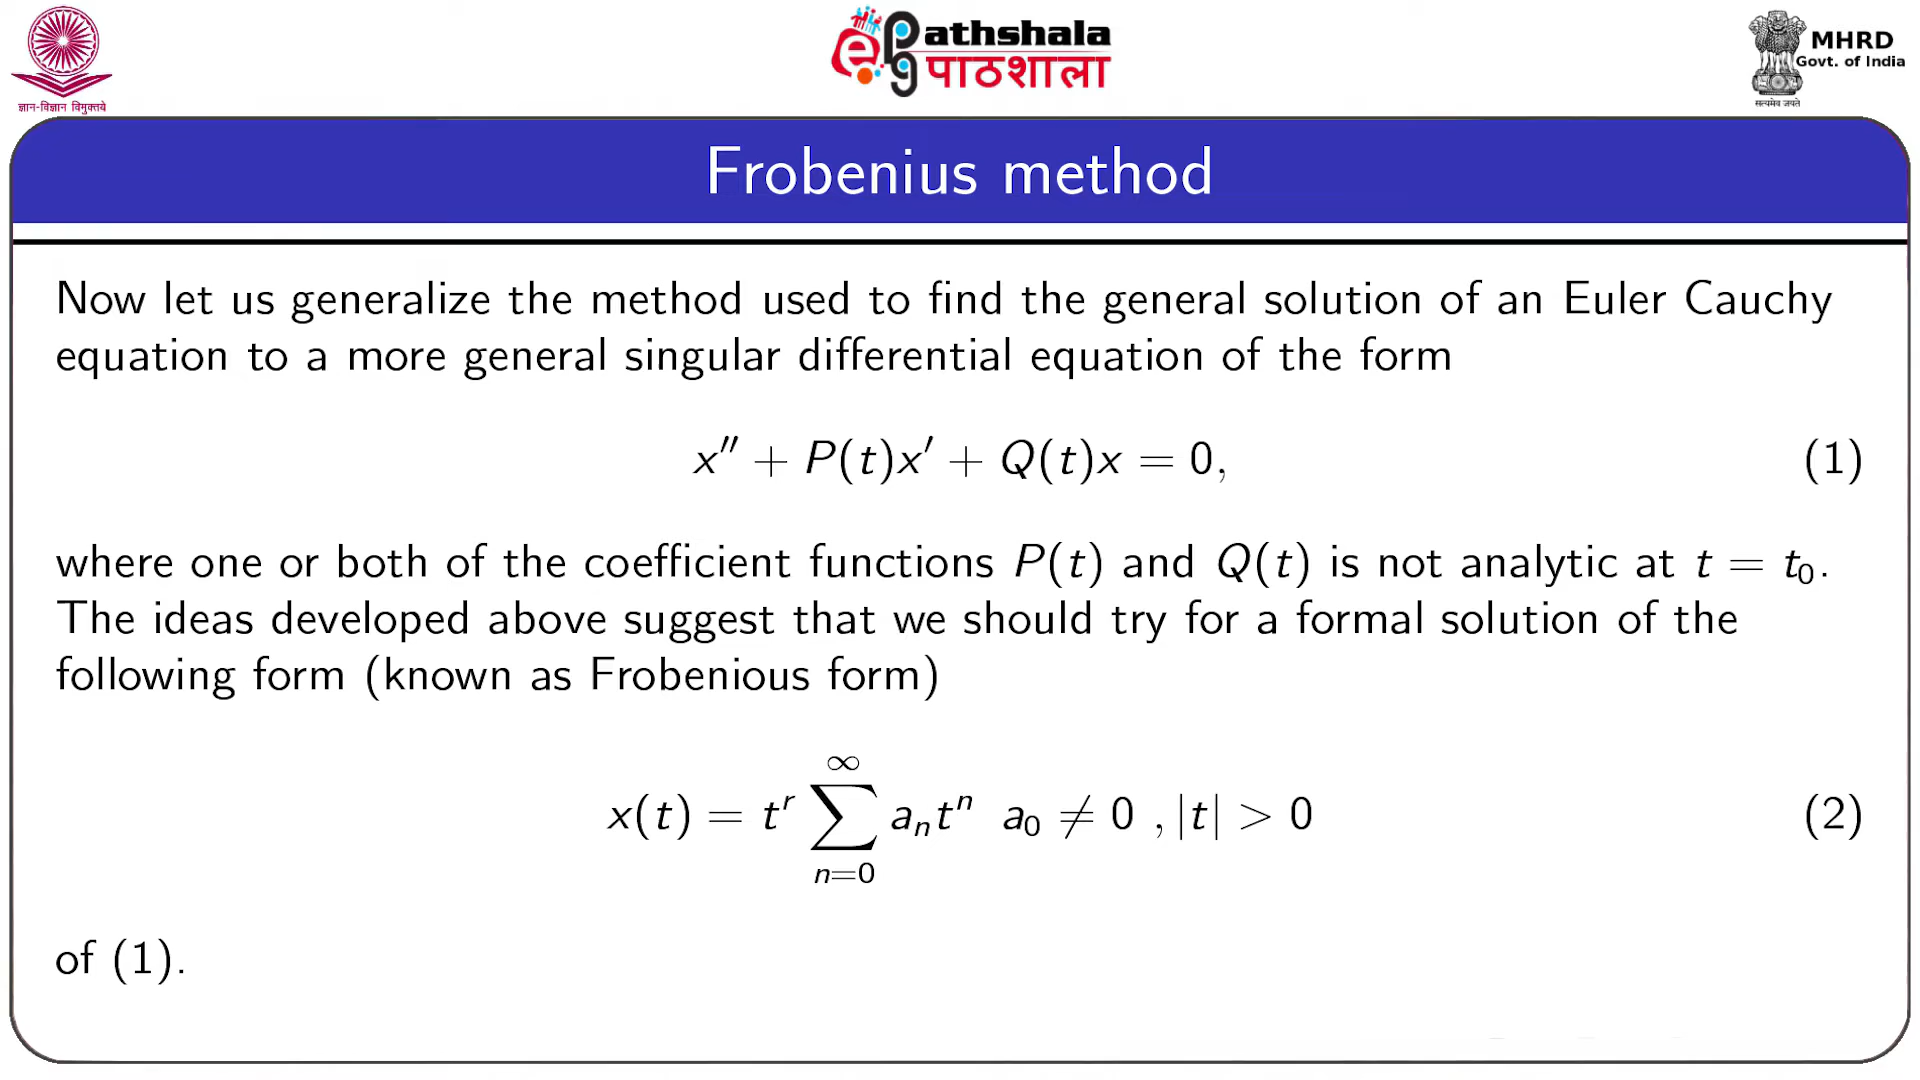 ज्ञान-विज्ञान विमुक्तये
ePg Pathshala
पाठशाला
MHRD
Govt. of India
सत्यमेव जयते
Frobenius method
Now let us generalize the method used to find the general solution of an Euler Cauchy
equation to a more general singular differential equation of the form
x″ + P(t)x′ + Q(t)x = 0, (1)
where one or both of the coefficient functions P(t) and Q(t) is not analytic at t = t₀.
The ideas developed above suggest that we should try for a formal solution of the
following form (known as Frobenious form)
x(t) = tʳ ∑_{n=0}^{∞} aₙtⁿ a₀ ≠ 0 , |t| > 0 (2)
of (1).